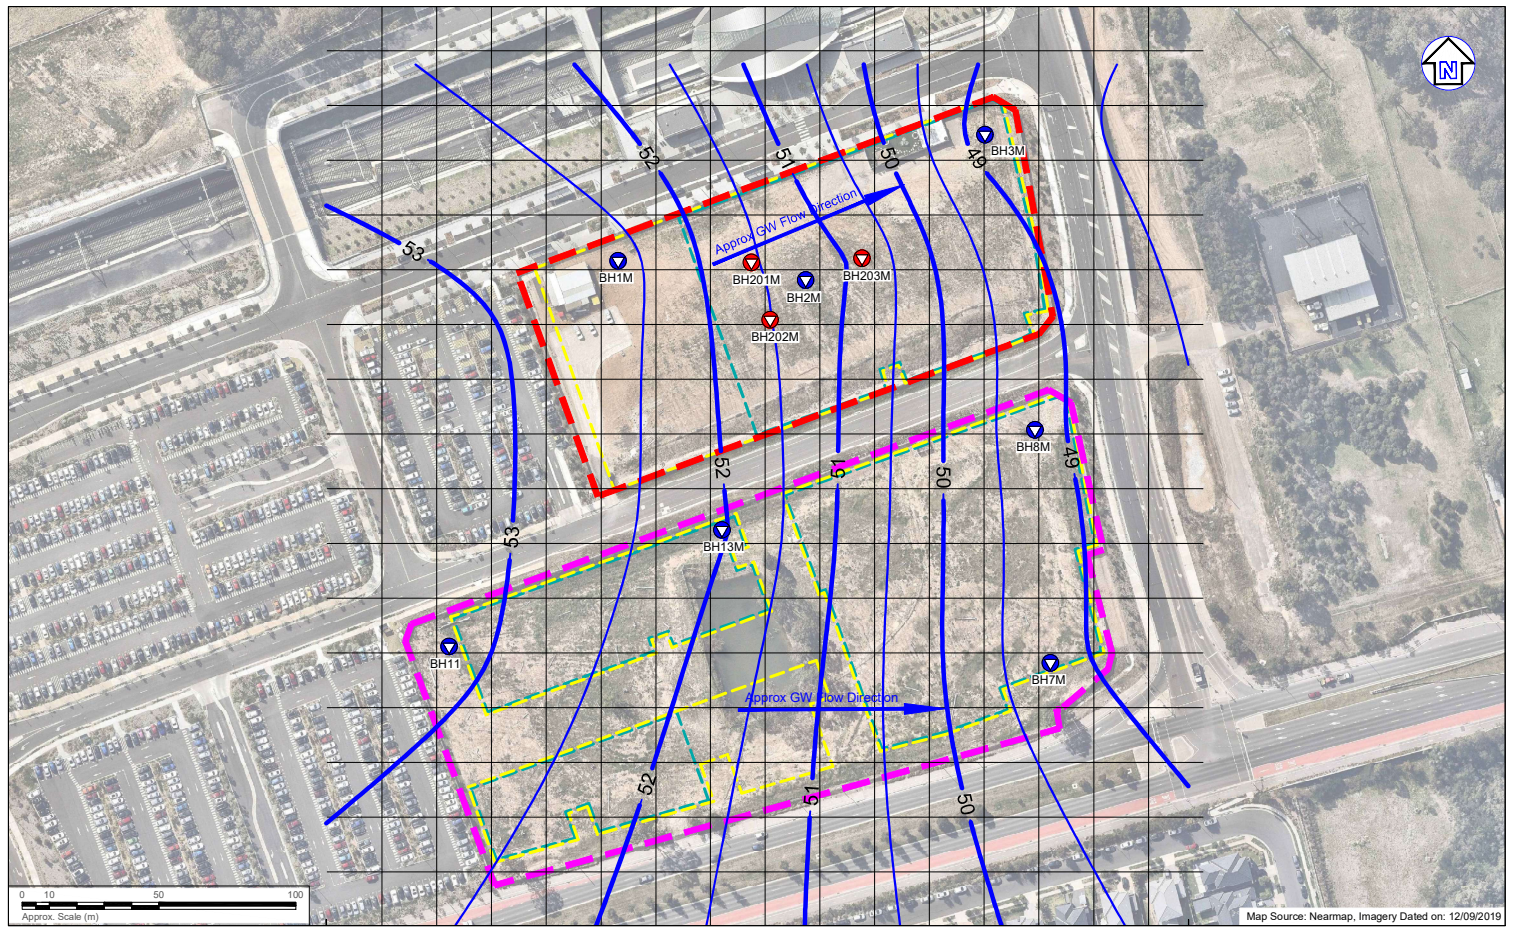 N
52
51
50
49
BH3M
Approx GW Flow Direction
53
BH1M
BH201M
BH203M
BH2M
BH202M
BH8M
52
51
50
49
53
BH13M
BH11
BH7M
Approx GW Flow Direction
52
51
50
0 10 50 100
Approx. Scale (m)
Map Source: Nearmap, Imagery Dated on: 12/09/2019